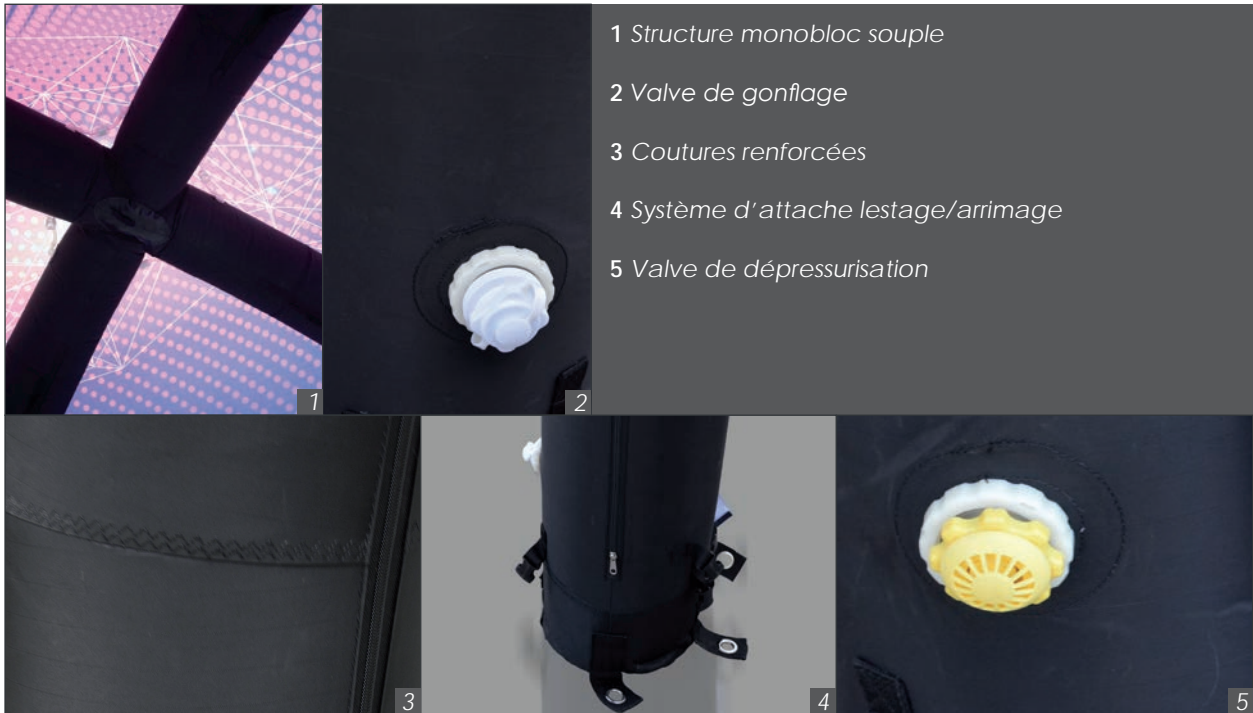 1 Structure monobloc souple
2 Valve de gonflage
3 Coutures renforcées
4 Système d'attache lestage/arrimage
5 Valve de dépressurisation
1
2
3
4
5